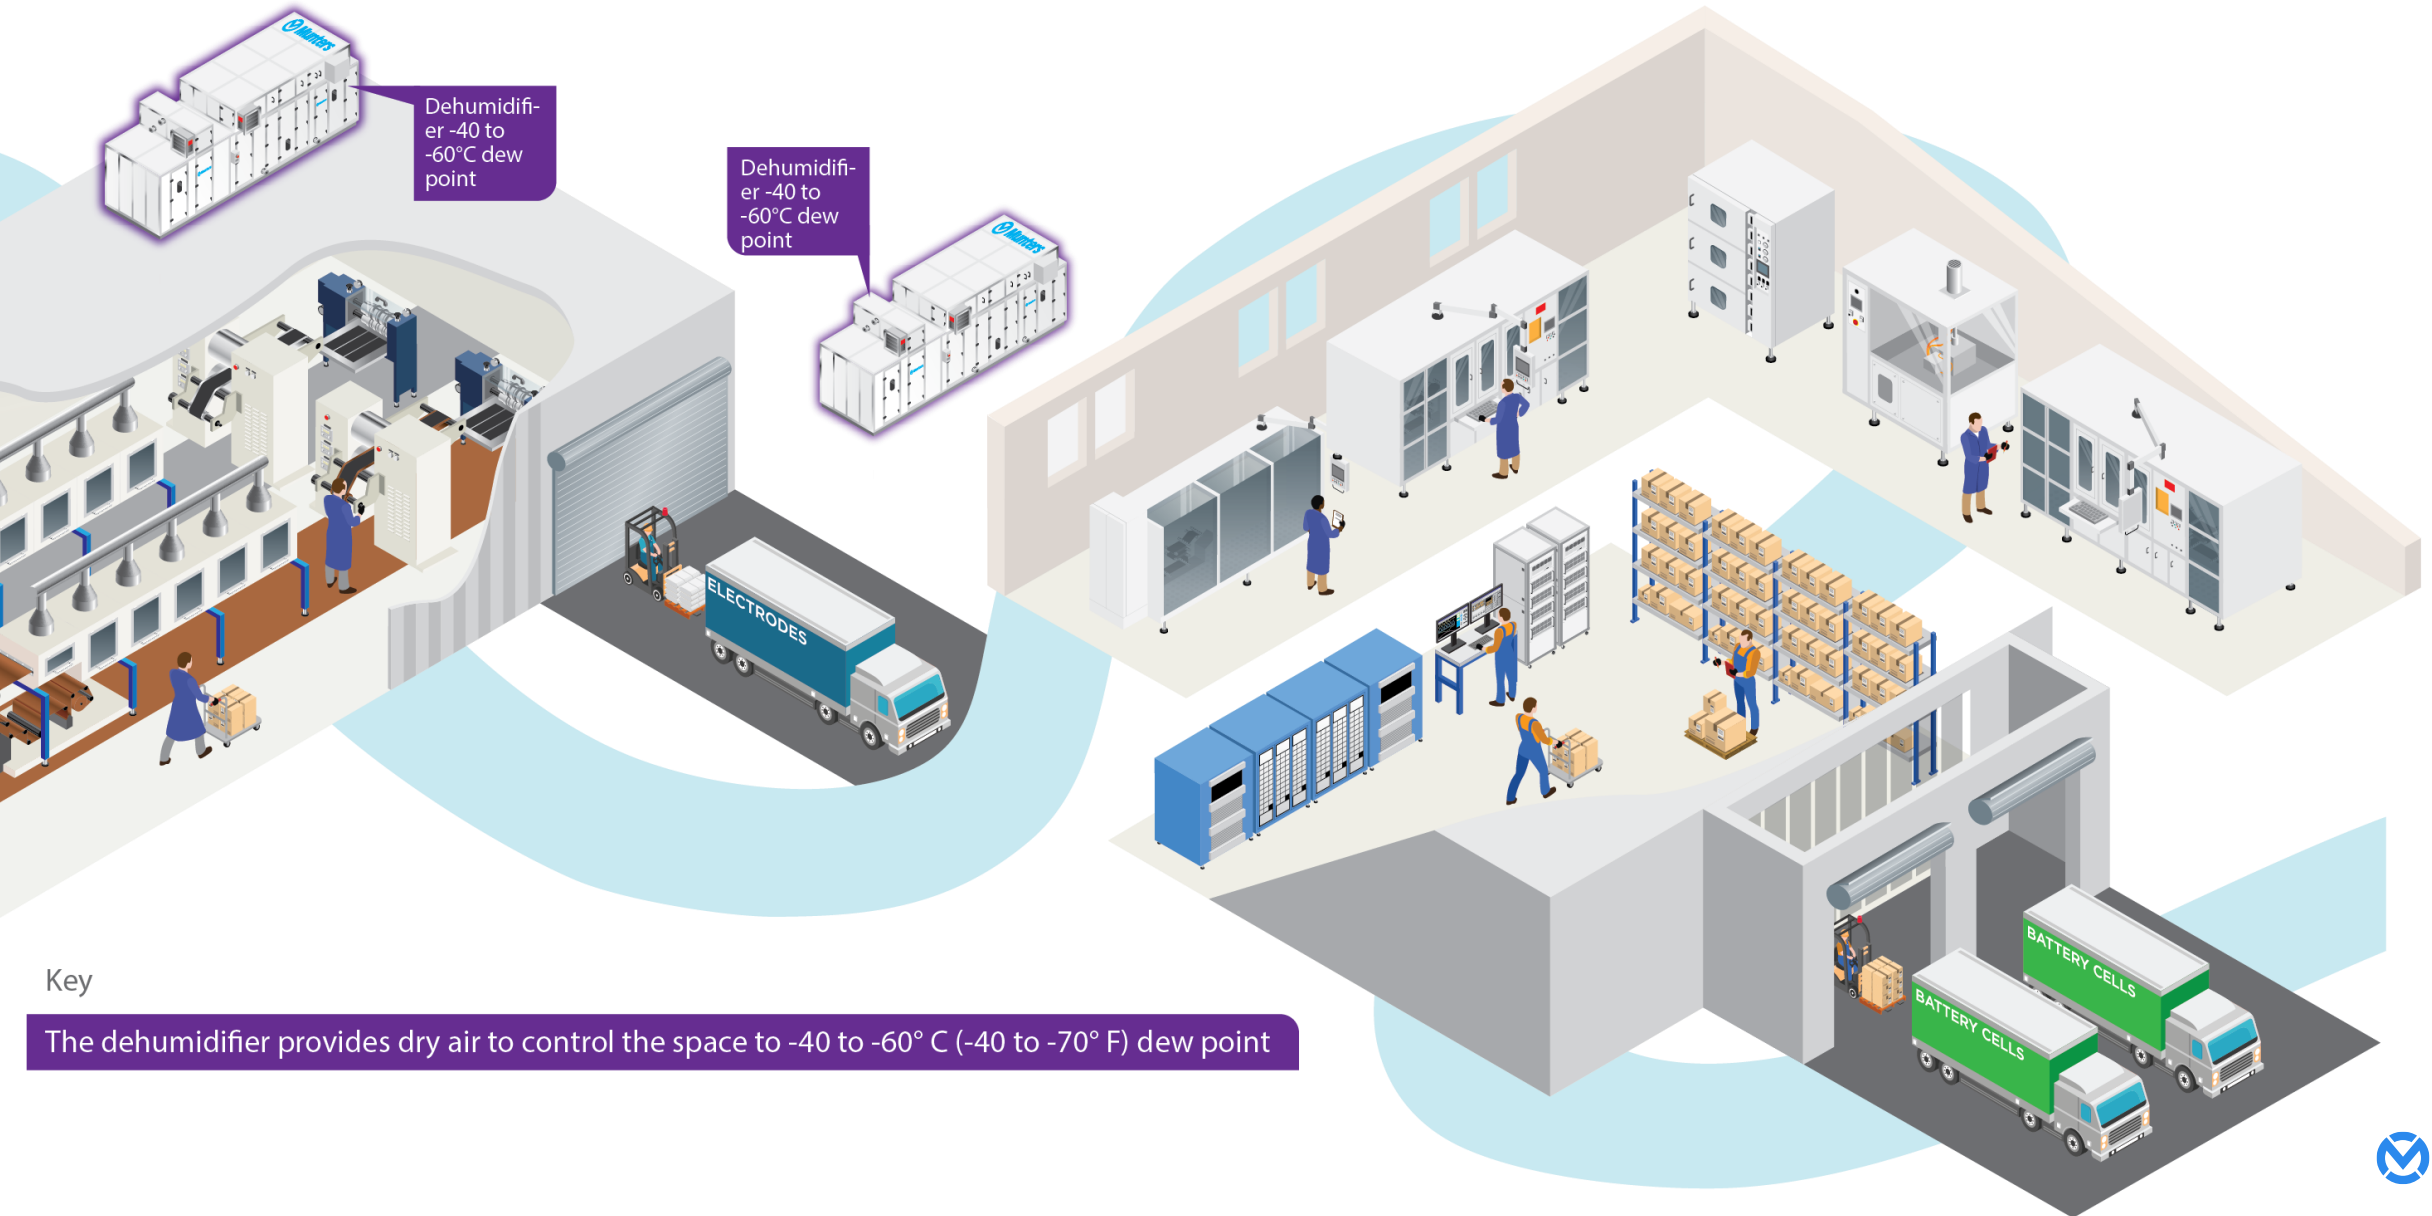 Munters
Dehumidifi-
er -40 to
-60°C dew
point
Dehumidifi-
er -40 to
-60°C dew
point
Munters
ELECTRODES
BATTERY CELLS
BATTERY CELLS
Key
The dehumidifier provides dry air to control the space to -40 to -60° C (-40 to -70° F) dew point